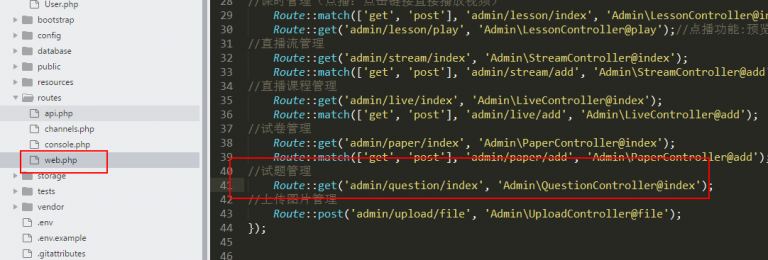 User.php
bootstrap
config
database
public
resources
routes
api.php
channels.php
console.php
web.php
storage
tests
vendor
.env
.env.example
.gitattributes
28 //课时管理（点播：点击链接直接播放视频）
29 Route::match(['get', 'post'], 'admin/lesson/index', 'Admin\LessonController@in
30 Route::get('admin/lesson/play', 'Admin\LessonController@play');//点播功能:预览
31 //直播流管理
32 Route::get('admin/stream/index', 'Admin\StreamController@index');
33 Route::match(['get', 'post'], 'admin/stream/add', 'Admin\StreamController@add'
34 //直播课程管理
35 Route::get('admin/live/index', 'Admin\LiveController@index');
36 Route::match(['get', 'post'], 'admin/live/add', 'Admin\LiveController@add');
37 //试卷管理
38 Route::get('admin/paper/index', 'Admin\PaperController@index');
39 Route::match(['get', 'post'], 'admin/paper/add', 'Admin\PaperController@add');
40 //试题管理
41 Route::get('admin/question/index', 'Admin\QuestionController@index');
42 //上传图片管理
43 Route::post('admin/upload/file', 'Admin\UploadController@file');
44 });
45
46